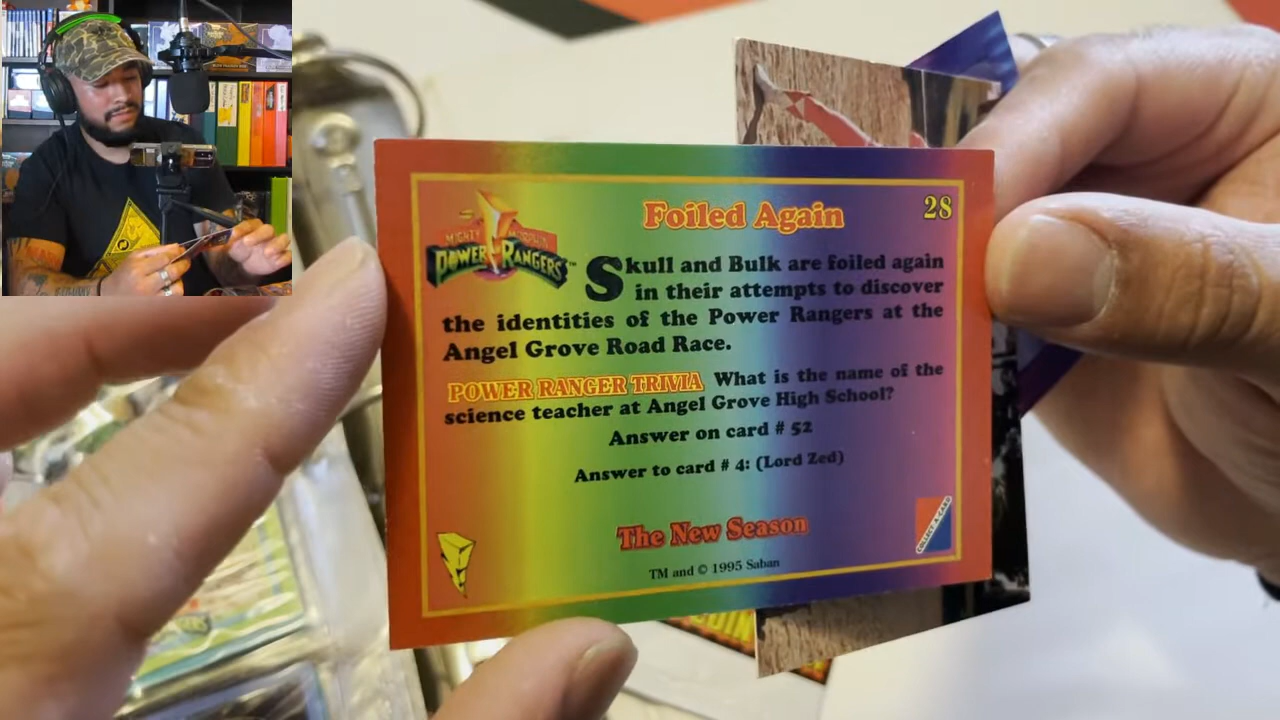 MIGHTY MORPHIN
POWER RANGERS™
Foiled Again
28
Skull and Bulk are foiled again
in their attempts to discover
the identities of the Power Rangers at the
Angel Grove Road Race.
POWER RANGER TRIVIA What is the name of the
science teacher at Angel Grove High School?
Answer on card # 52
Answer to card # 4: (Lord Zed)
The New Season
COLLECT-A-CARD
TM and © 1995 Saban